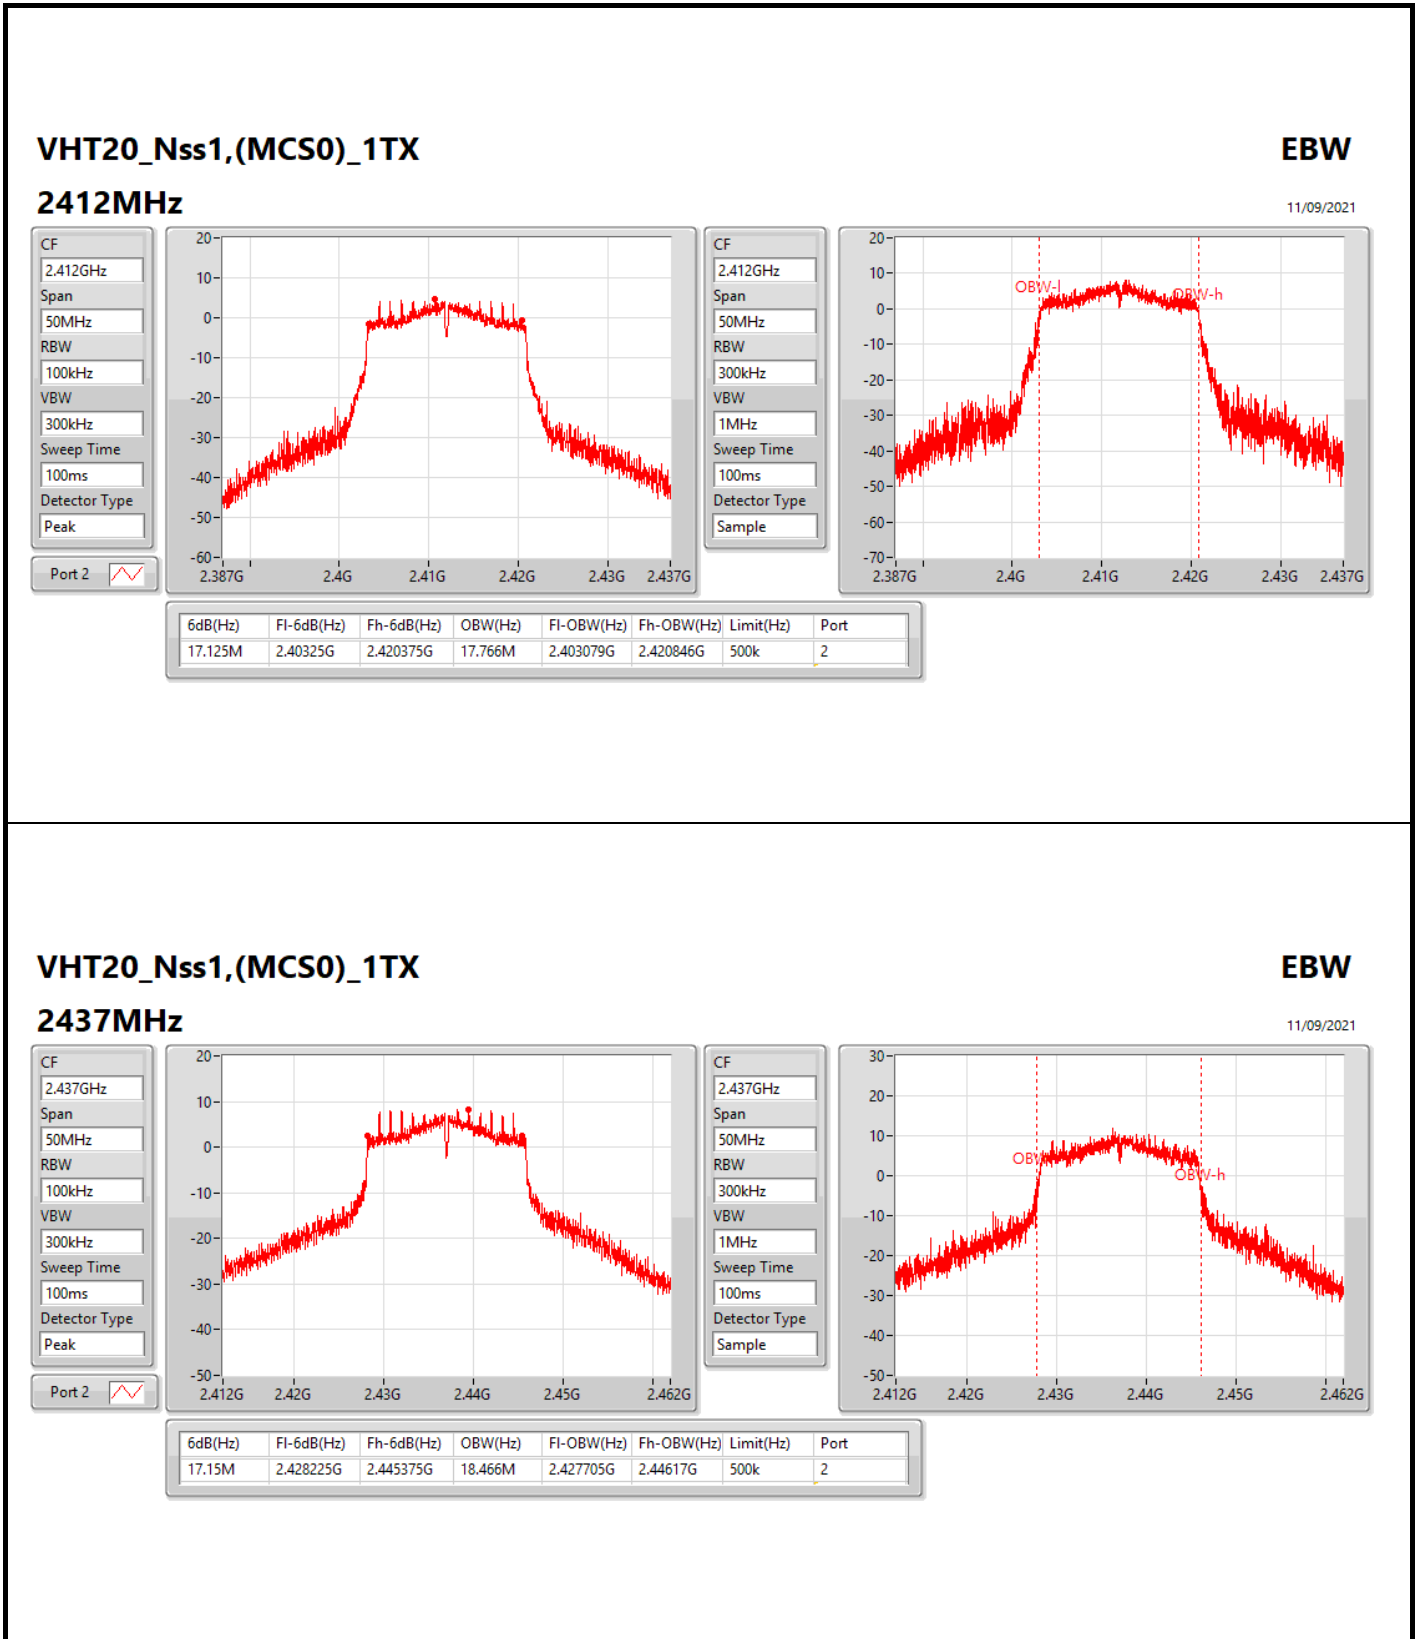 VHT20_Nss1,(MCS0)_1TX
EBW
2412MHz
11/09/2021
CF
2.412GHz
Span
50MHz
RBW
100kHz
VBW
300kHz
Sweep Time
100ms
Detector Type
Peak
Port 2
20
10
0
-10
-20
-30
-40
-50
-60
2.387G 2.4G 2.41G 2.42G 2.43G 2.437G
CF
2.412GHz
Span
50MHz
RBW
300kHz
VBW
1MHz
Sweep Time
100ms
Detector Type
Sample
20
10
0
-10
-20
-30
-40
-50
-60
-70
OBW-l
OBW-h
2.387G 2.4G 2.41G 2.42G 2.43G 2.437G
6dB(Hz) Fl-6dB(Hz) Fh-6dB(Hz) OBW(Hz) Fl-OBW(Hz) Fh-OBW(Hz) Limit(Hz) Port
17.125M 2.40325G 2.420375G 17.766M 2.403079G 2.420846G 500k 2
VHT20_Nss1,(MCS0)_1TX
EBW
2437MHz
11/09/2021
CF
2.437GHz
Span
50MHz
RBW
100kHz
VBW
300kHz
Sweep Time
100ms
Detector Type
Peak
Port 2
20
10
0
-10
-20
-30
-40
-50
2.412G 2.42G 2.43G 2.44G 2.45G 2.462G
CF
2.437GHz
Span
50MHz
RBW
300kHz
VBW
1MHz
Sweep Time
100ms
Detector Type
Sample
30
20
10
0
-10
-20
-30
-40
-50
OBW-h
2.412G 2.42G 2.43G 2.44G 2.45G 2.462G
6dB(Hz) Fl-6dB(Hz) Fh-6dB(Hz) OBW(Hz) Fl-OBW(Hz) Fh-OBW(Hz) Limit(Hz) Port
17.15M 2.428225G 2.445375G 18.466M 2.427705G 2.44617G 500k 2